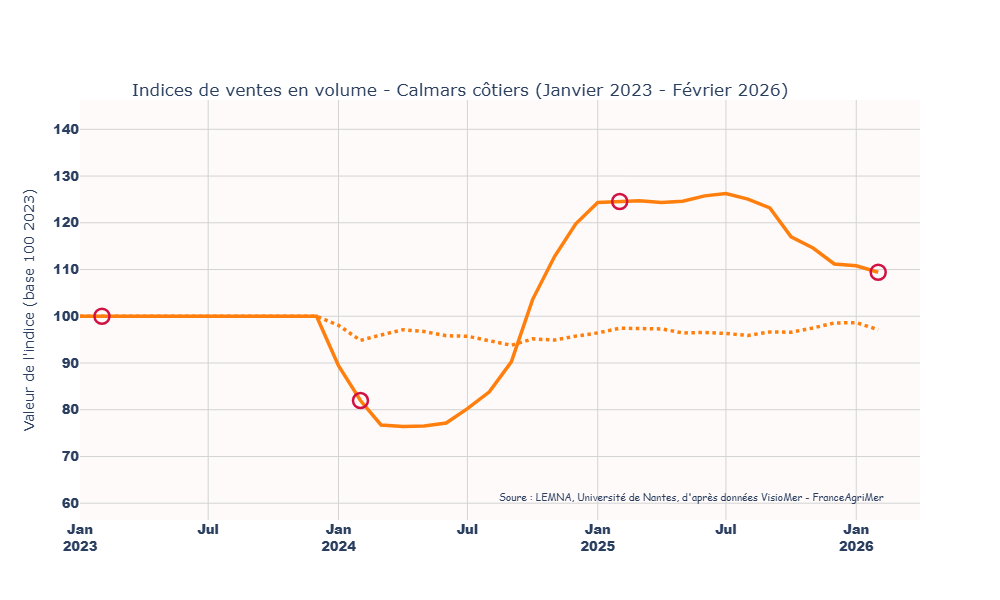 Indices de ventes en volume - Calmars côtiers (Janvier 2023 - Février 2026)
Valeur de l'indice (base 100 2023)
140
130
120
110
100
90
80
70
60
Soure : LEMNA, Université de Nantes, d'après données VisioMer - FranceAgriMer
Jan Jul Jan Jul Jan Jul Jan
2023 2024 2025 2026